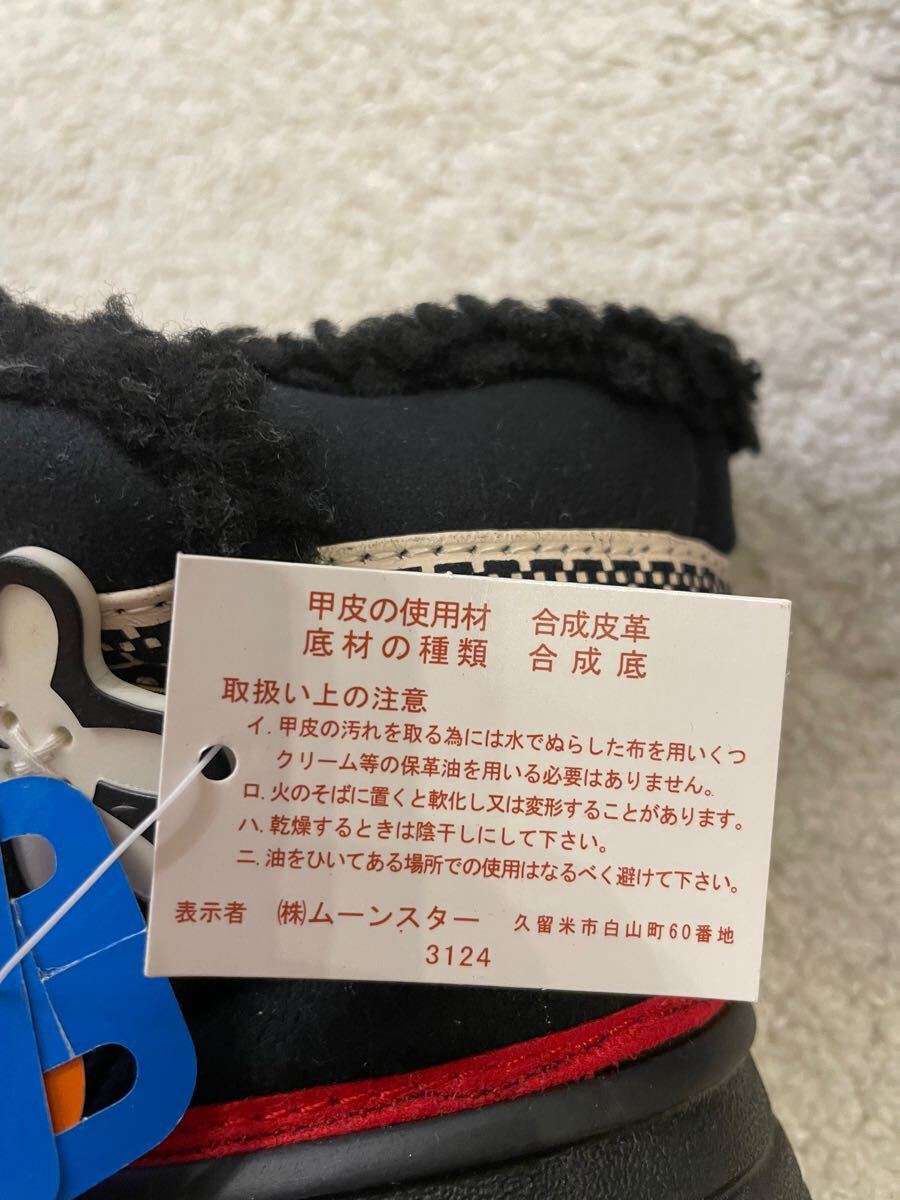 甲皮の使用材 合成皮革
底材の種類 合成底
取扱い上の注意
イ．甲皮の汚れを取る為には水でぬらした布を用いくつ
クリーム等の保革油を用いる必要はありません。
ロ．火のそばに置くと軟化し又は変形することがあります。
ハ．乾燥するときは陰干しにして下さい。
ニ．油をひいてある場所での使用はなるべく避けて下さい。
表示者 ㈱ムーンスター 久留米市白山町60番地
3124